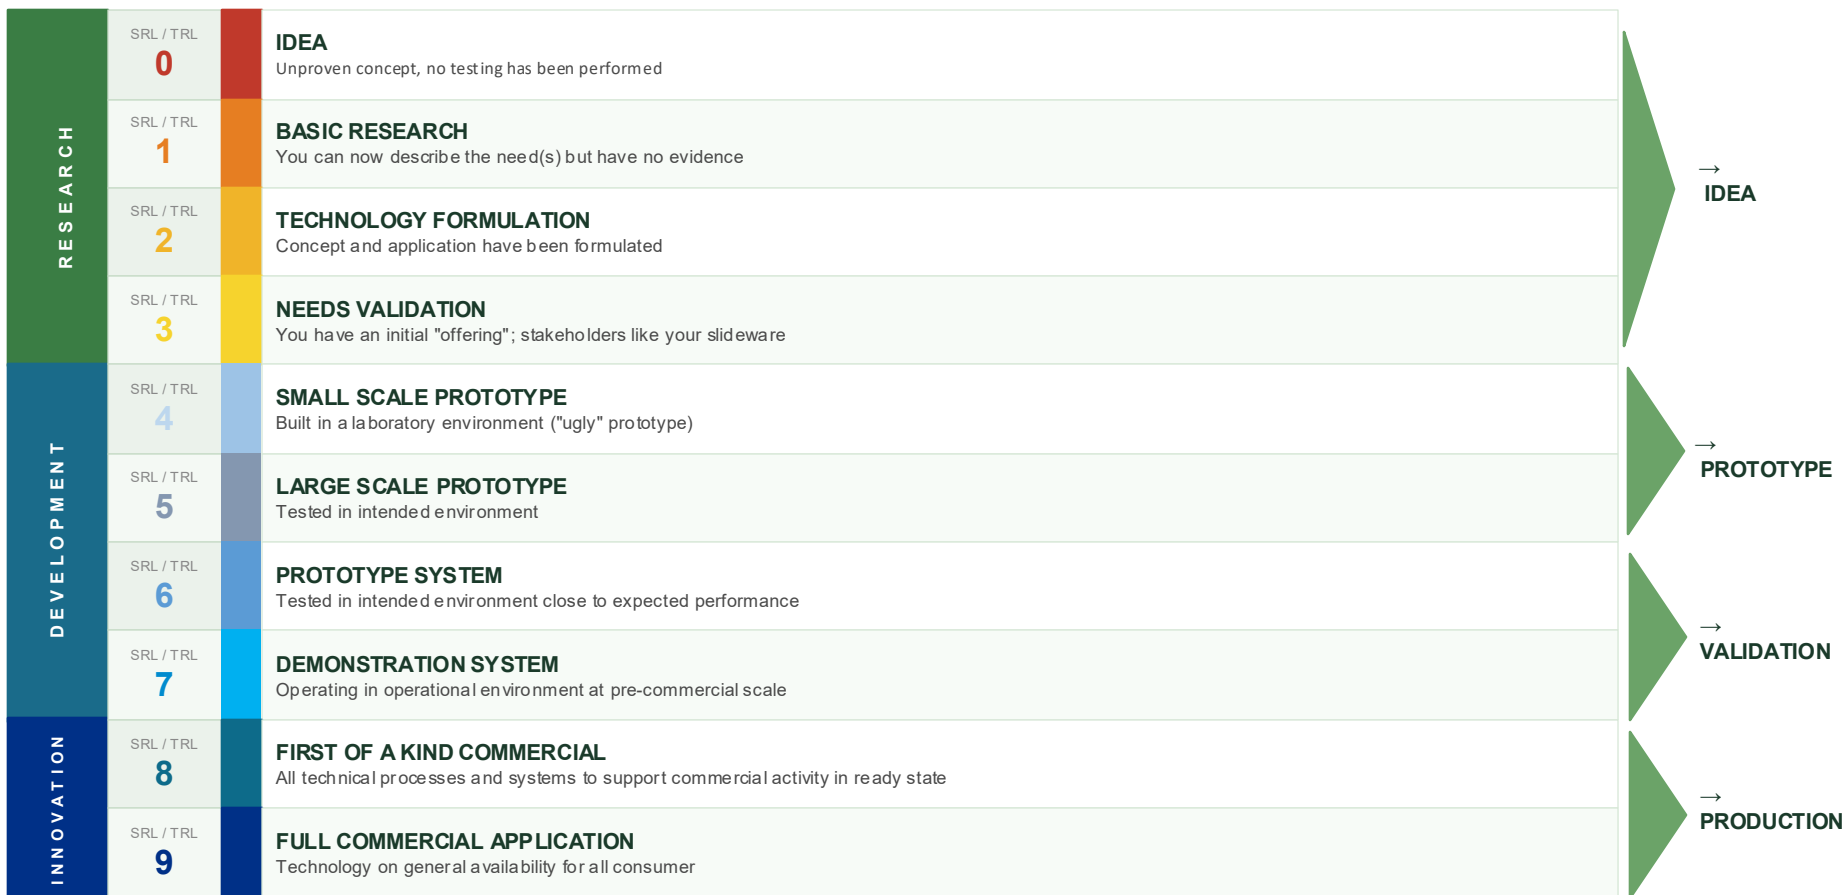 RESEARCH
SRL / TRL
0
IDEA
Unproven concept, no testing has been performed
SRL / TRL
1
BASIC RESEARCH
You can now describe the need(s) but have no evidence
SRL / TRL
2
TECHNOLOGY FORMULATION
Concept and application have been formulated
SRL / TRL
3
NEEDS VALIDATION
You have an initial "offering"; stakeholders like your slideware
→
IDEA
DEVELOPMENT
SRL / TRL
4
SMALL SCALE PROTOTYPE
Built in a laboratory environment ("ugly" prototype)
SRL / TRL
5
LARGE SCALE PROTOTYPE
Tested in intended environment
→
PROTOTYPE
SRL / TRL
6
PROTOTYPE SYSTEM
Tested in intended environment close to expected performance
SRL / TRL
7
DEMONSTRATION SYSTEM
Operating in operational environment at pre-commercial scale
→
VALIDATION
INNOVATION
SRL / TRL
8
FIRST OF A KIND COMMERCIAL
All technical processes and systems to support commercial activity in ready state
SRL / TRL
9
FULL COMMERCIAL APPLICATION
Technology on general availability for all consumer
→
PRODUCTION